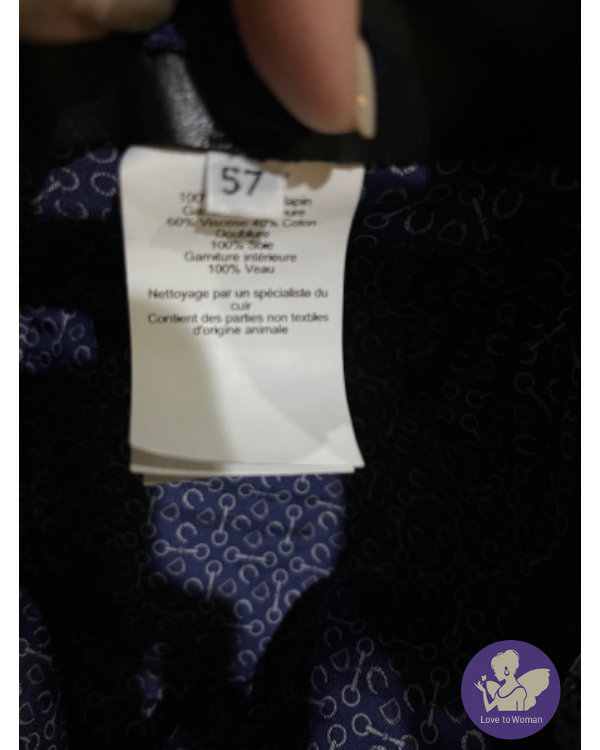 57
100 lapin
60% Viscose 40% Coton
Doublure
100% Soie
Garniture intérieure
100% Veau
Nettoyage par un spécialiste du
cuir
Contient des parties non textiles
d'origine animale
Love to Woman